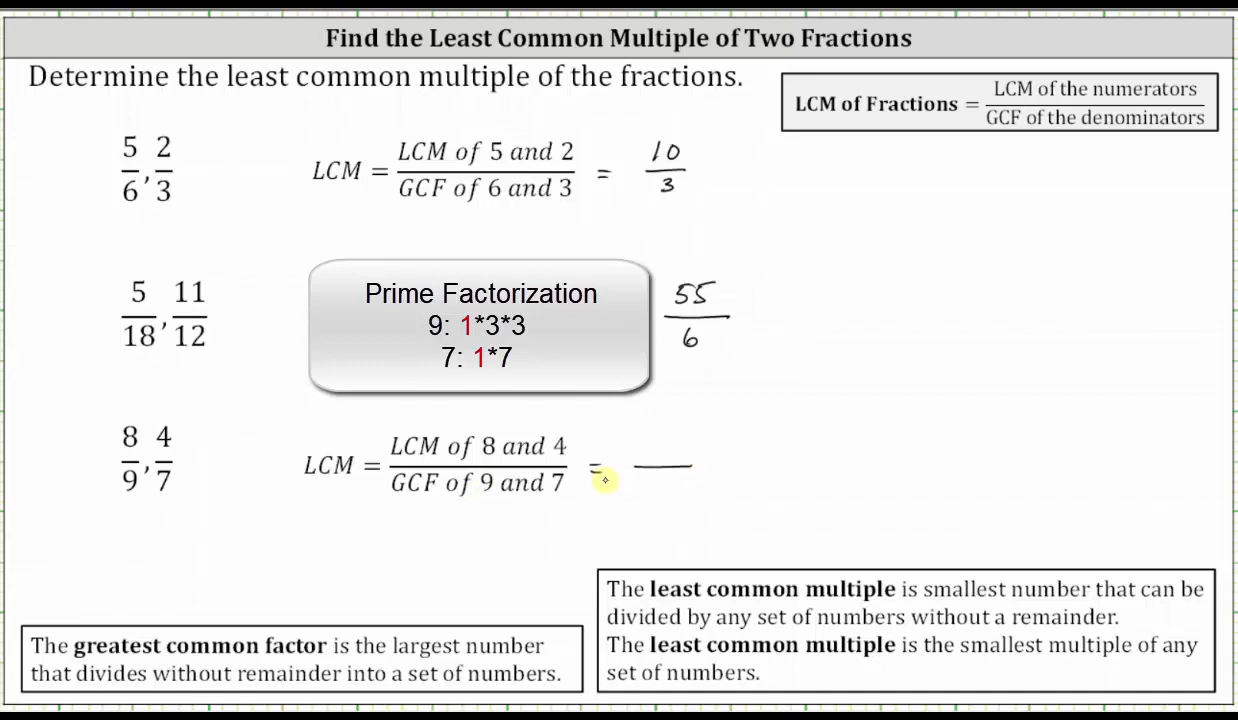 Find the Least Common Multiple of Two Fractions
Determine the least common multiple of the fractions.
LCM of Fractions = LCM of the numerators / GCF of the denominators
5/6, 2/3
LCM = LCM of 5 and 2 / GCF of 6 and 3 = 10/3
5/18, 11/12
Prime Factorization
9: 1*3*3
7: 1*7
55/6
8/9, 4/7
LCM = LCM of 8 and 4 / GCF of 9 and 7 =
The greatest common factor is the largest number
that divides without remainder into a set of numbers.
The least common multiple is smallest number that can be
divided by any set of numbers without a remainder.
The least common multiple is the smallest multiple of any
set of numbers.